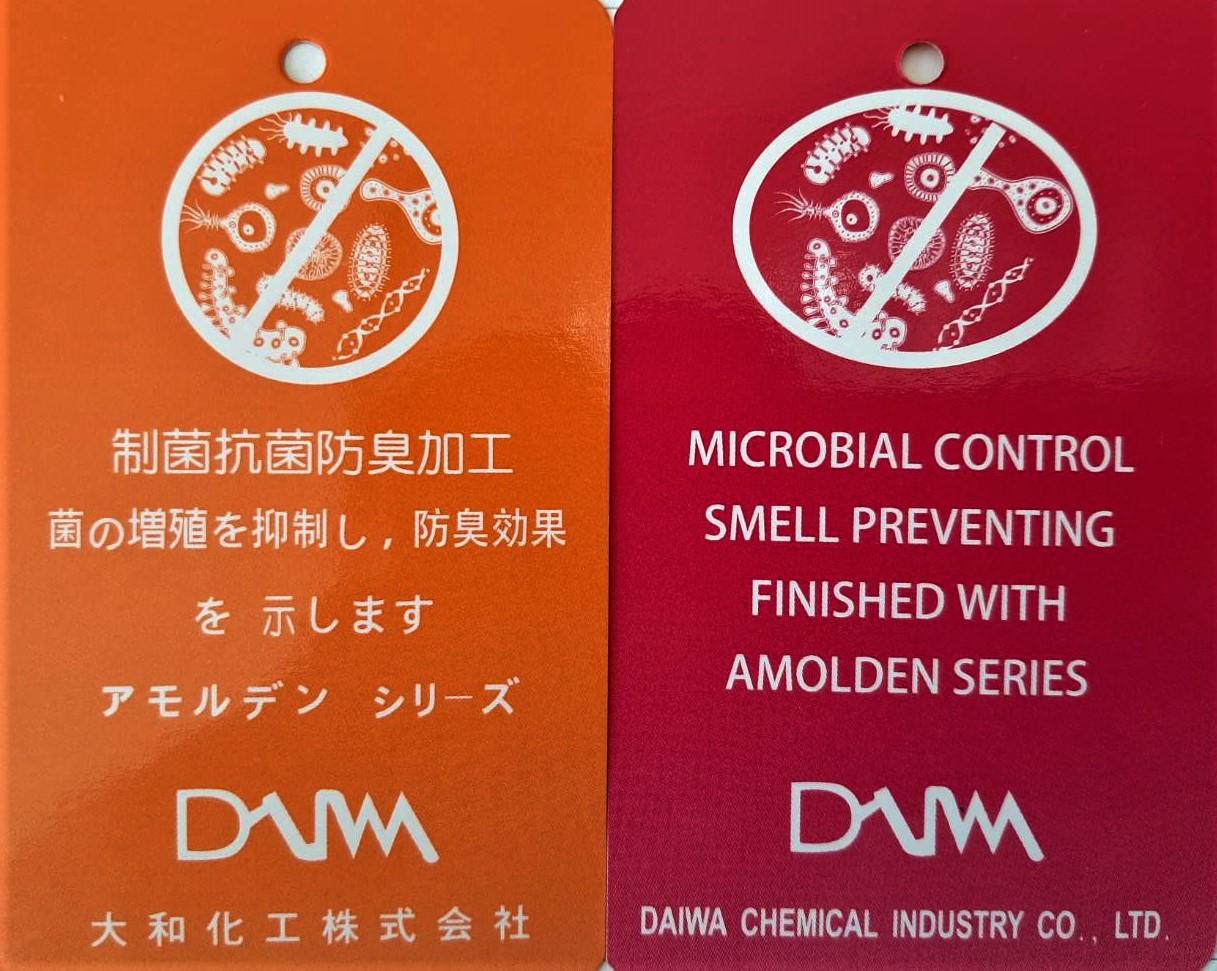 制菌抗菌防臭加工
菌の増殖を抑制し,防臭効果
を 示します
アモルデン シリーズ
DAIWA
大和化工株式会社
MICROBIAL CONTROL
SMELL PREVENTING
FINISHED WITH
AMOLDEN SERIES
DAIWA
DAIWA CHEMICAL INDUSTRY CO., LTD.